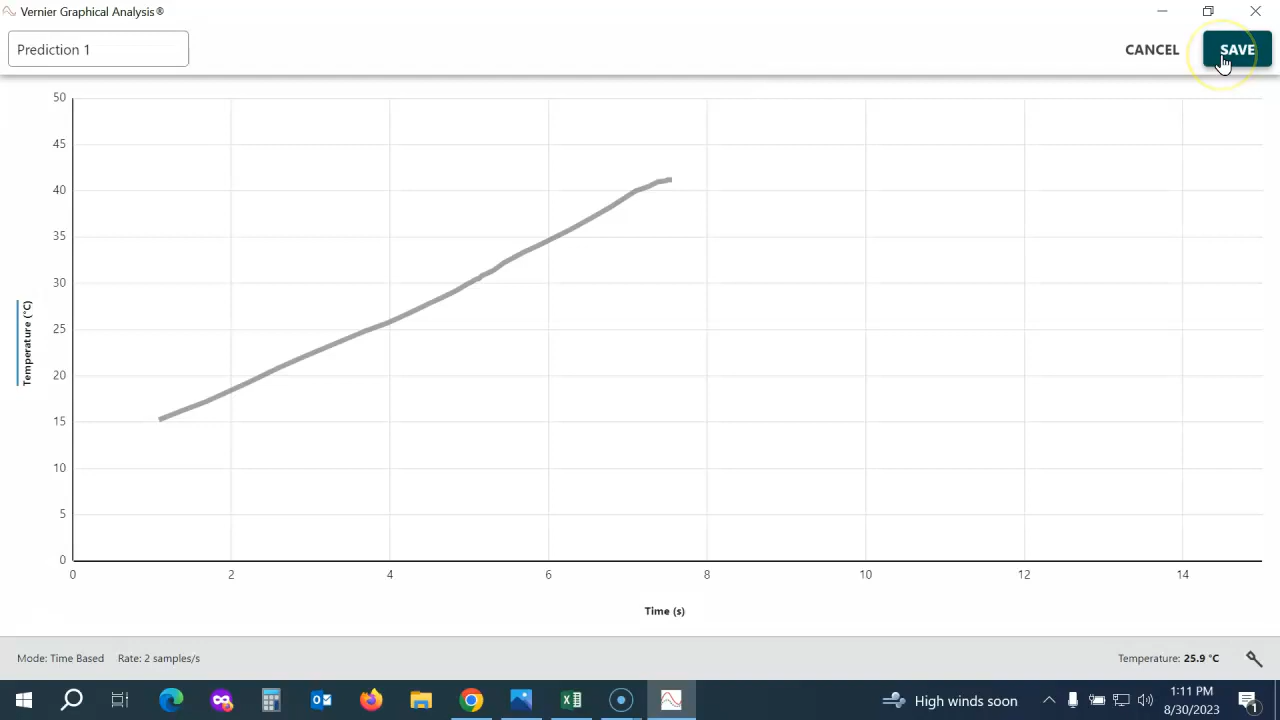 Vernier Graphical Analysis®
Prediction 1
CANCEL
SAVE
50
45
40
35
30
25
20
15
10
5
0
Temperature (°C)
0 2 4 6 8 10 12 14
Time (s)
Mode: Time Based Rate: 2 samples/s
Temperature: 25.9 °C
High winds soon
1:11 PM
8/30/2023
1